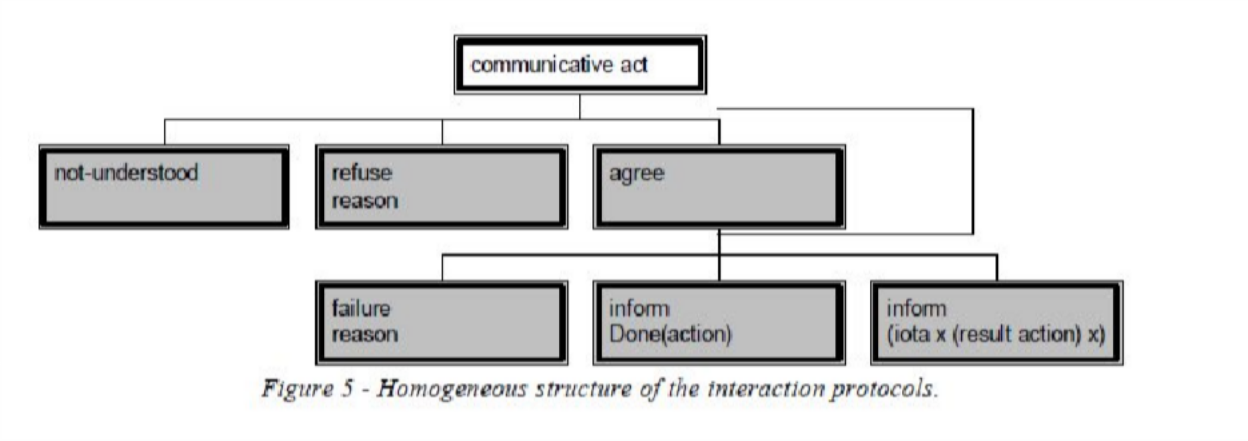 communicative act
not-understood
refuse
reason
agree
failure
reason
inform
Done(action)
inform
(iota x (result action) x)
Figure 5 - Homogeneous structure of the interaction protocols.